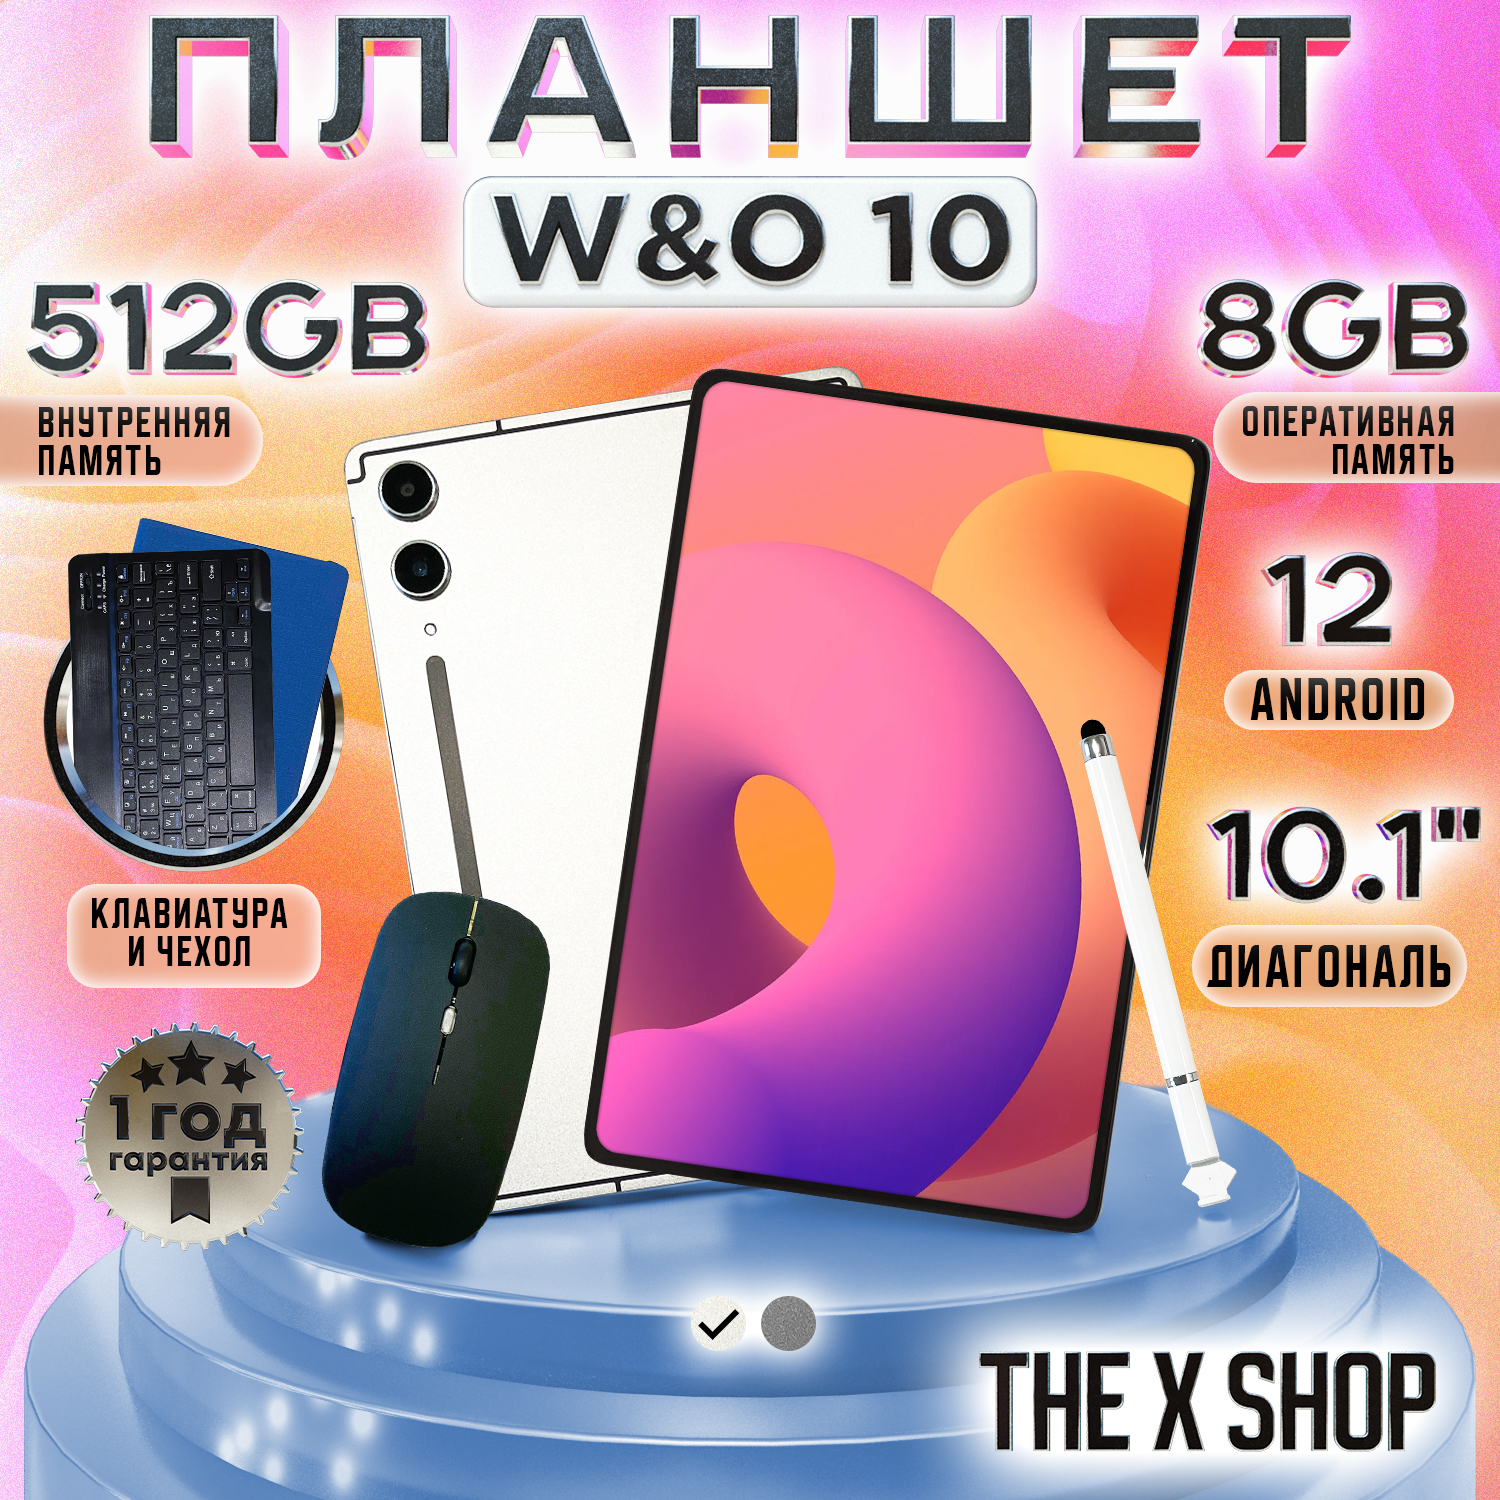 ПЛАНШЕТ
W&O 10
512GB
ВНУТРЕННЯЯ
ПАМЯТЬ
8GB
ОПЕРАТИВНАЯ
ПАМЯТЬ
12
ANDROID
10.1"
ДИАГОНАЛЬ
КЛАВИАТУРА
И ЧЕХОЛ
1 ГОД
гарантия
THE X SHOP